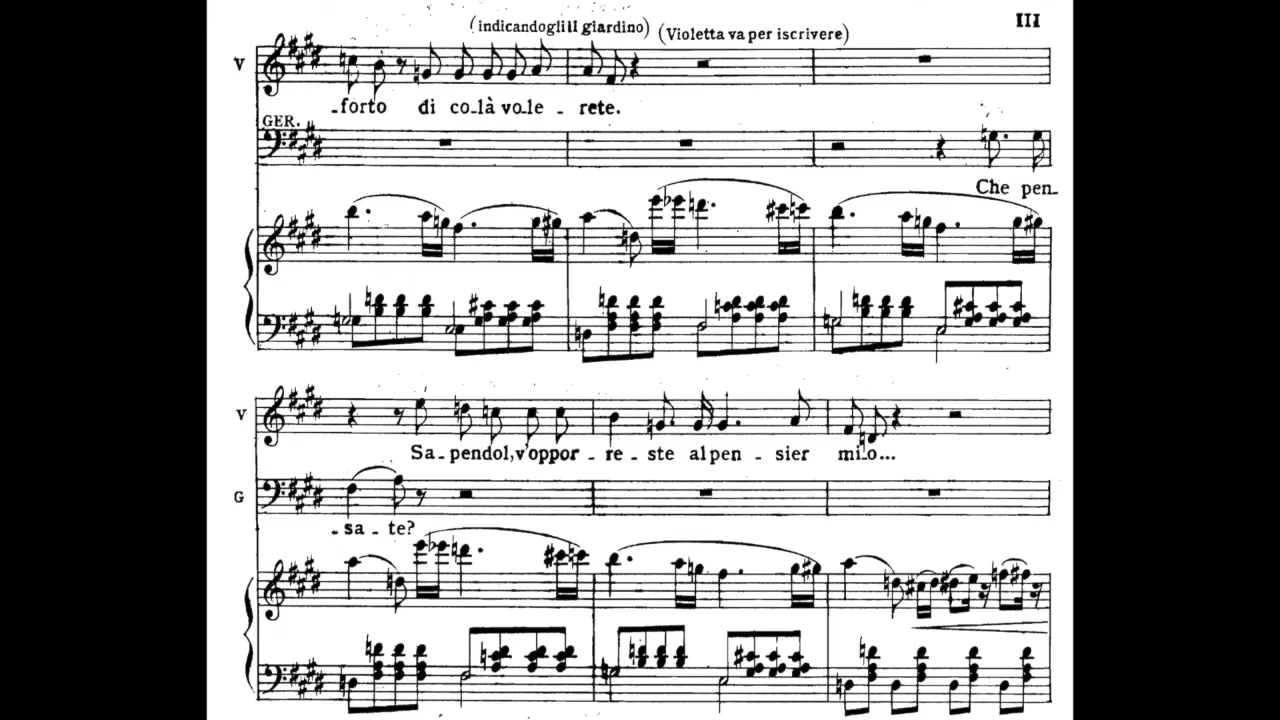 III
(indicandogli il giardino) (Violetta va per iscrivere)
V
-forto di co-là vo-le - rete.
GER.
Che pen-
V
Sa-pendol, v'oppor-re-ste al pen-sier mi-o...
G
-sa-te?